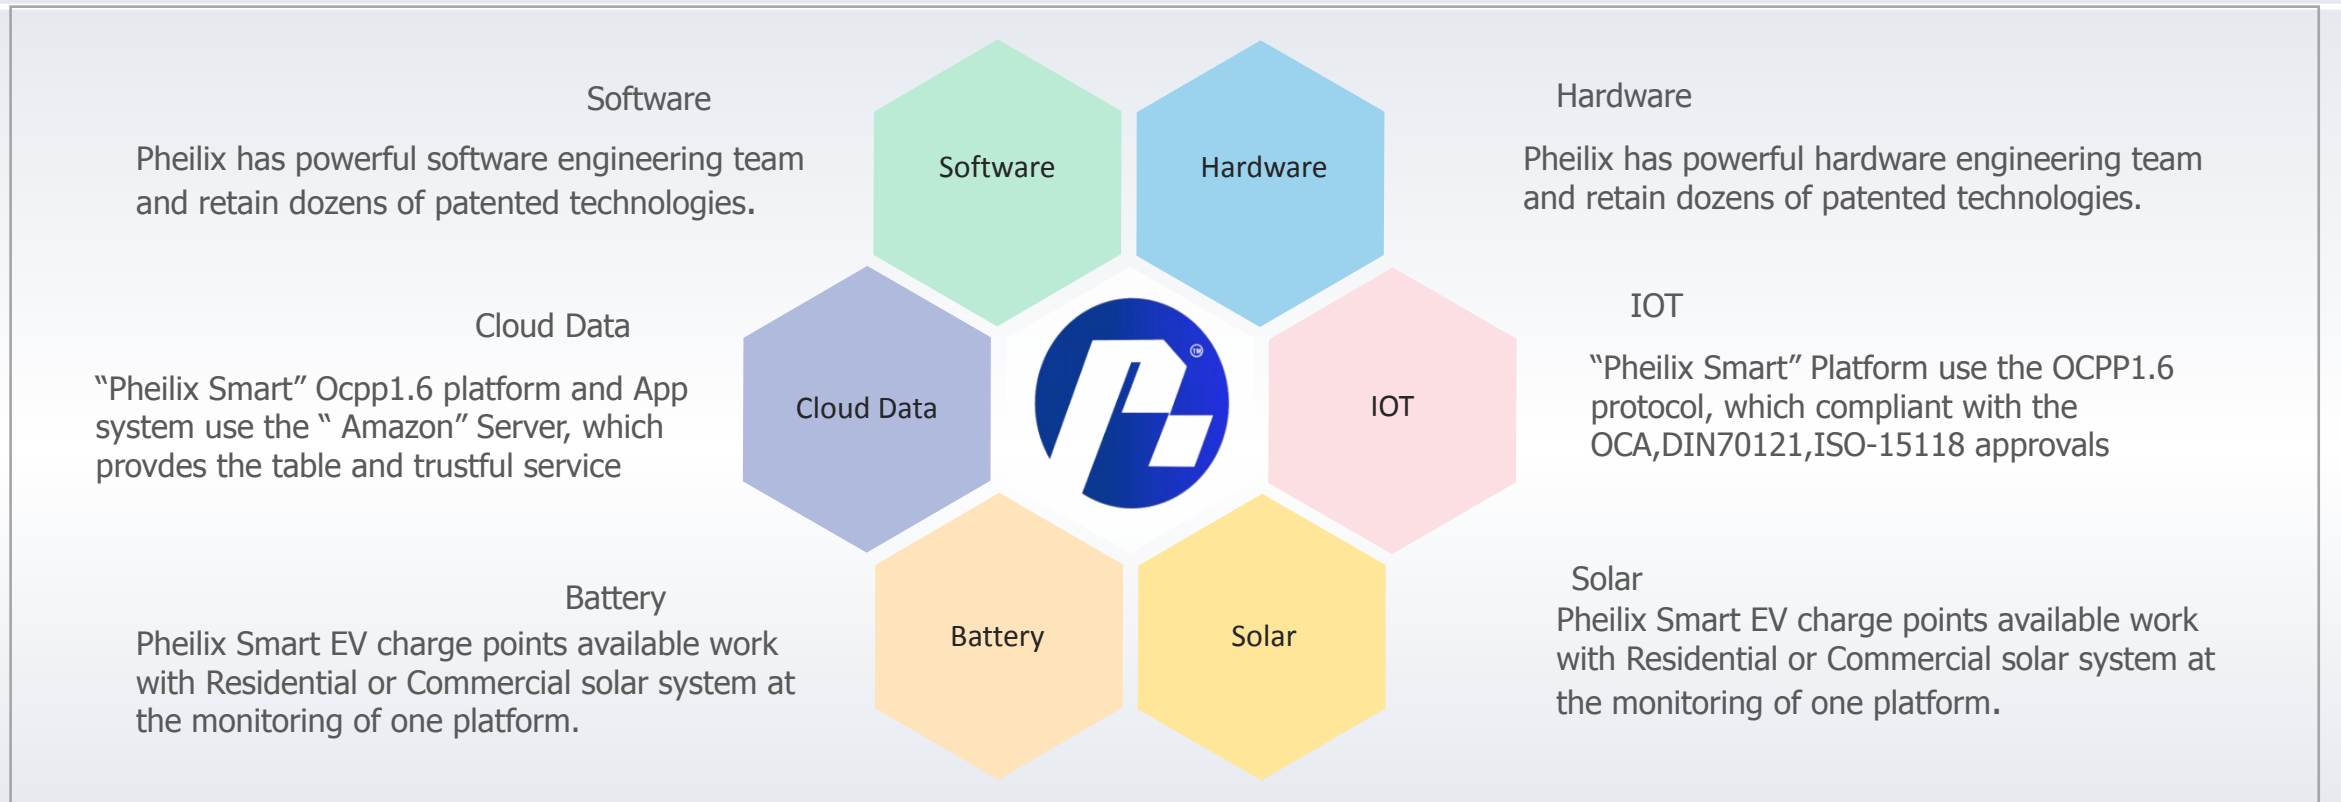 Software
Pheilix has powerful software engineering team
and retain dozens of patented technologies.
Cloud Data
“Pheilix Smart” Ocpp1.6 platform and App
system use the “ Amazon” Server, which
provdes the table and trustful service
Battery
Pheilix Smart EV charge points available work
with Residential or Commercial solar system at
the monitoring of one platform.
Software
Hardware
Cloud Data
TM
IOT
Battery
Solar
Hardware
Pheilix has powerful hardware engineering team
and retain dozens of patented technologies.
IOT
“Pheilix Smart” Platform use the OCPP1.6
protocol, which compliant with the
OCA,DIN70121,ISO-15118 approvals
Solar
Pheilix Smart EV charge points available work
with Residential or Commercial solar system at
the monitoring of one platform.